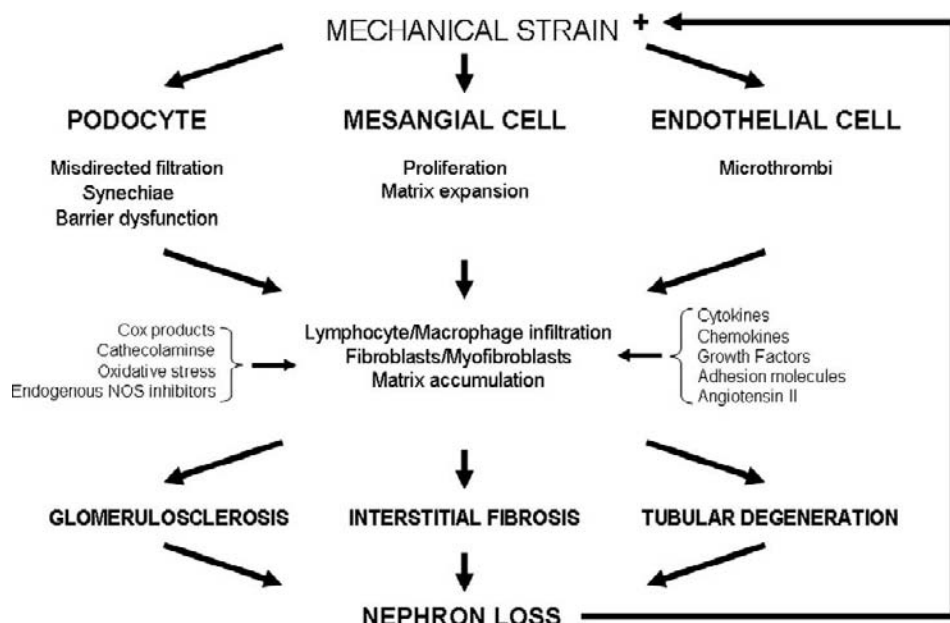 MECHANICAL STRAIN +
PODOCYTE
Misdirected filtration
Synechiae
Barrier dysfunction
MESANGIAL CELL
Proliferation
Matrix expansion
ENDOTHELIAL CELL
Microthrombi
Cox products
Cathecolaminse
Oxidative stress
Endogenous NOS inhibitors
Lymphocyte/Macrophage infiltration
Fibroblasts/Myofibroblasts
Matrix accumulation
Cytokines
Chemokines
Growth Factors
Adhesion molecules
Angiotensin II
GLOMERULOSCLEROSIS
INTERSTITIAL FIBROSIS
TUBULAR DEGENERATION
NEPHRON LOSS